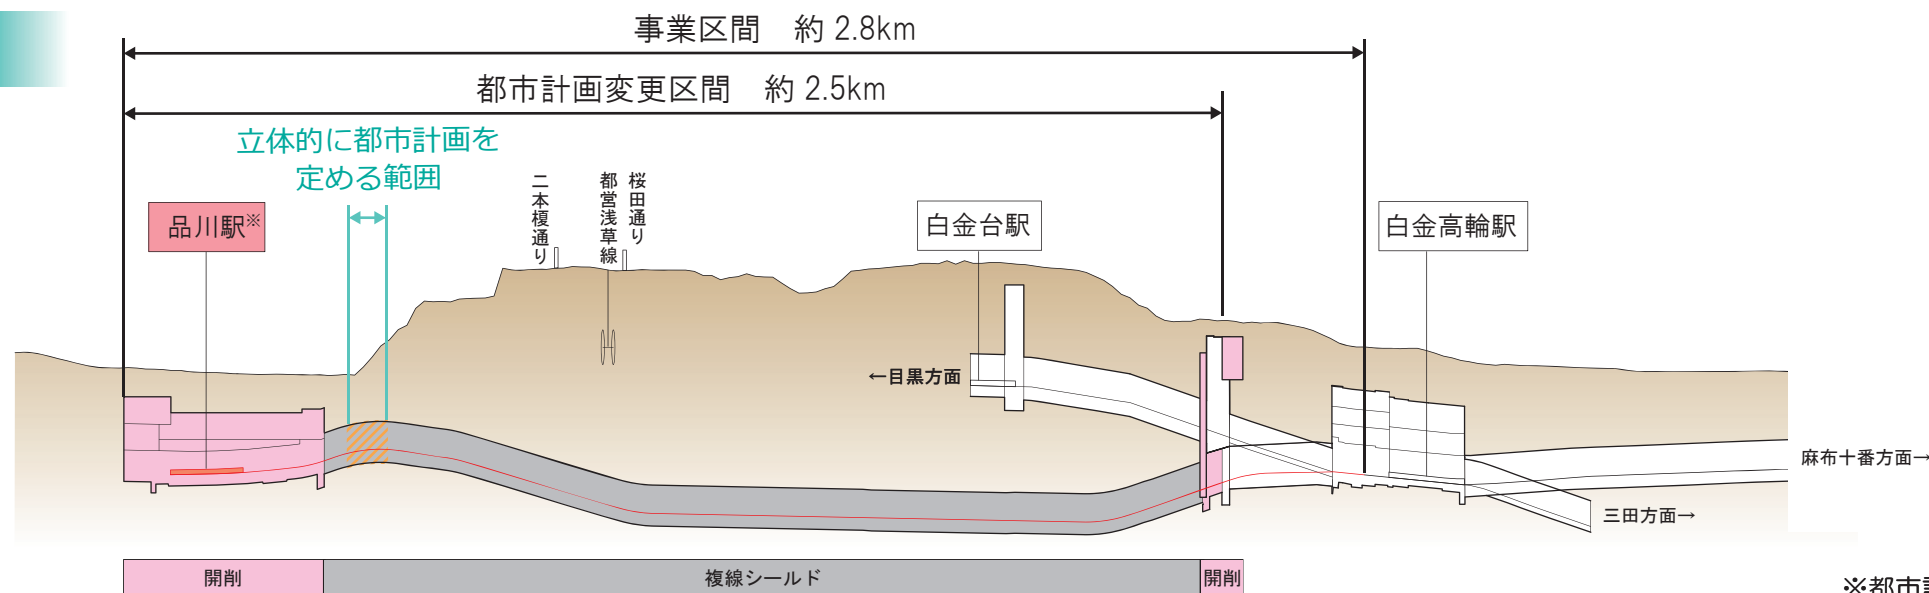 事業区間　約 2.8km
都市計画変更区間　約 2.5km
立体的に都市計画を
定める範囲
品川駅※
二本榎通り
都営浅草線
桜田通り
白金台駅
白金高輪駅
←目黒方面
麻布十番方面→
三田方面→
開削
複線シールド
開削
※都市